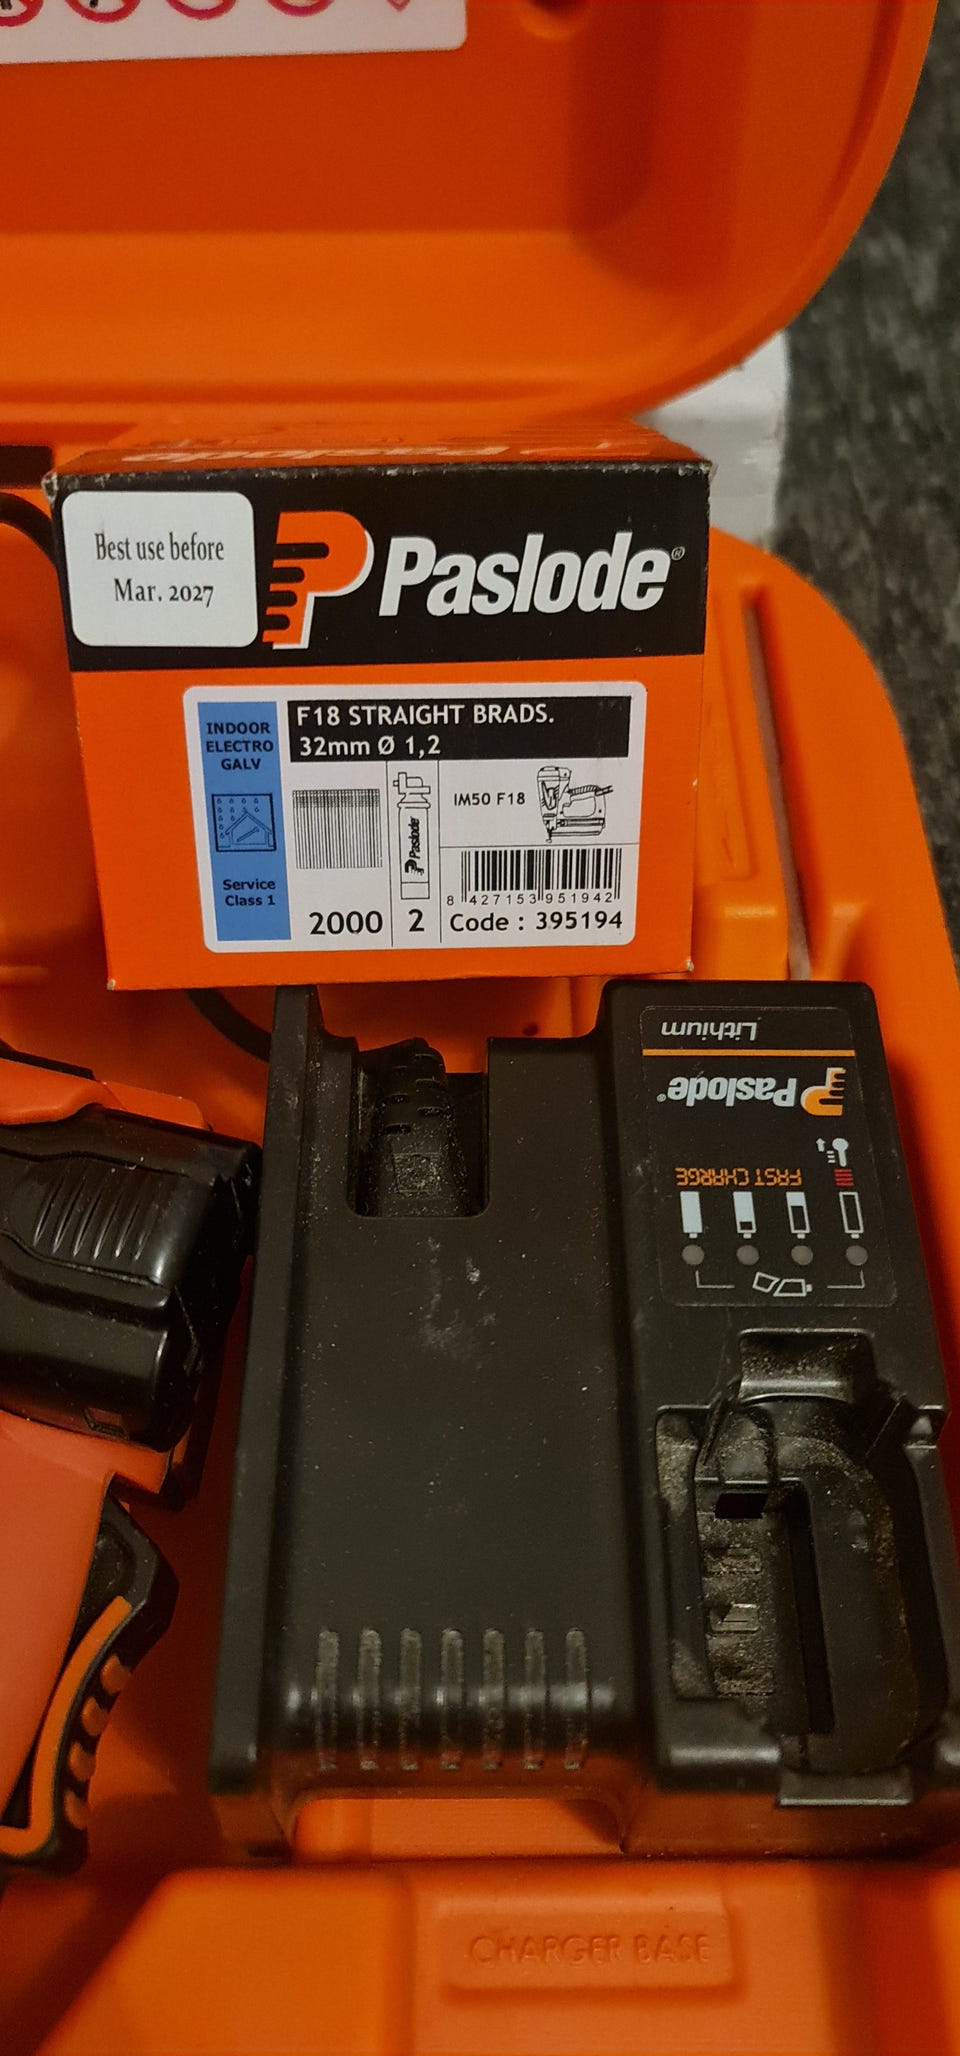 Paslode
Best use before
Mar. 2027
Paslode®
INDOOR
ELECTRO
GALV
Service
Class 1
F18 STRAIGHT BRADS.
32mm Ø 1,2
2000
Paslode
2
IM50 F18
8 427153 951942
Code : 395194
Lithium
Paslode®
FAST CHARGE
CHARGER BASE